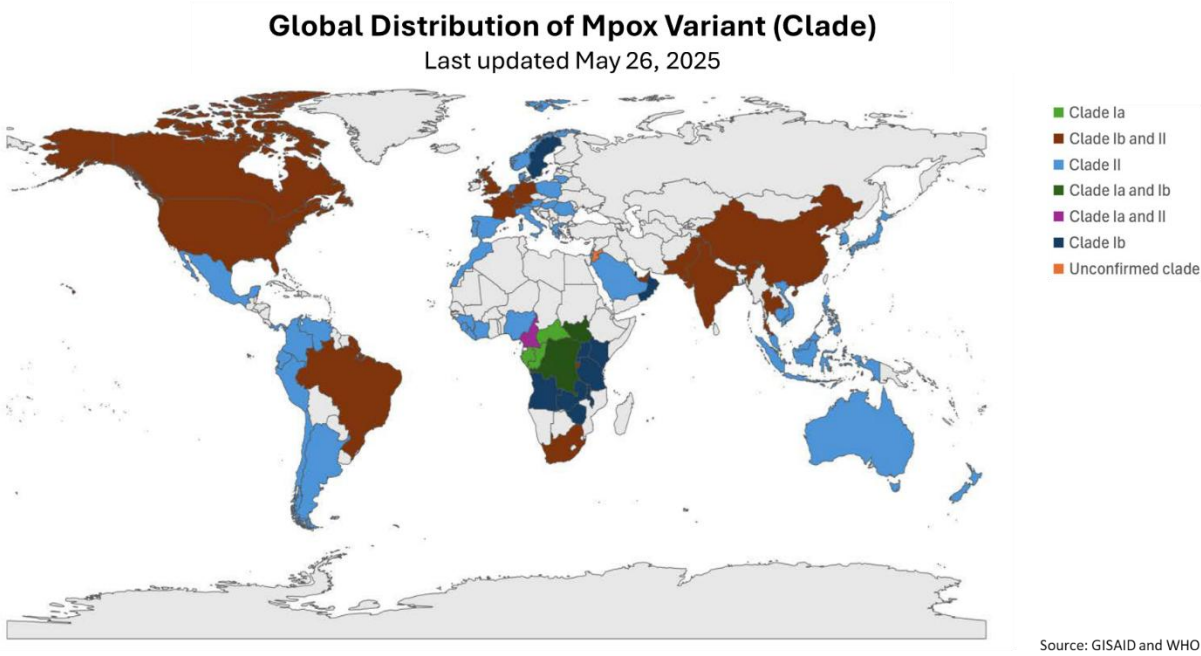 Global Distribution of Mpox Variant (Clade)
Last updated May 26, 2025
Clade Ia
Clade Ib and II
Clade II
Clade Ia and Ib
Clade Ia and II
Clade Ib
Unconfirmed clade
Source: GISAID and WHO